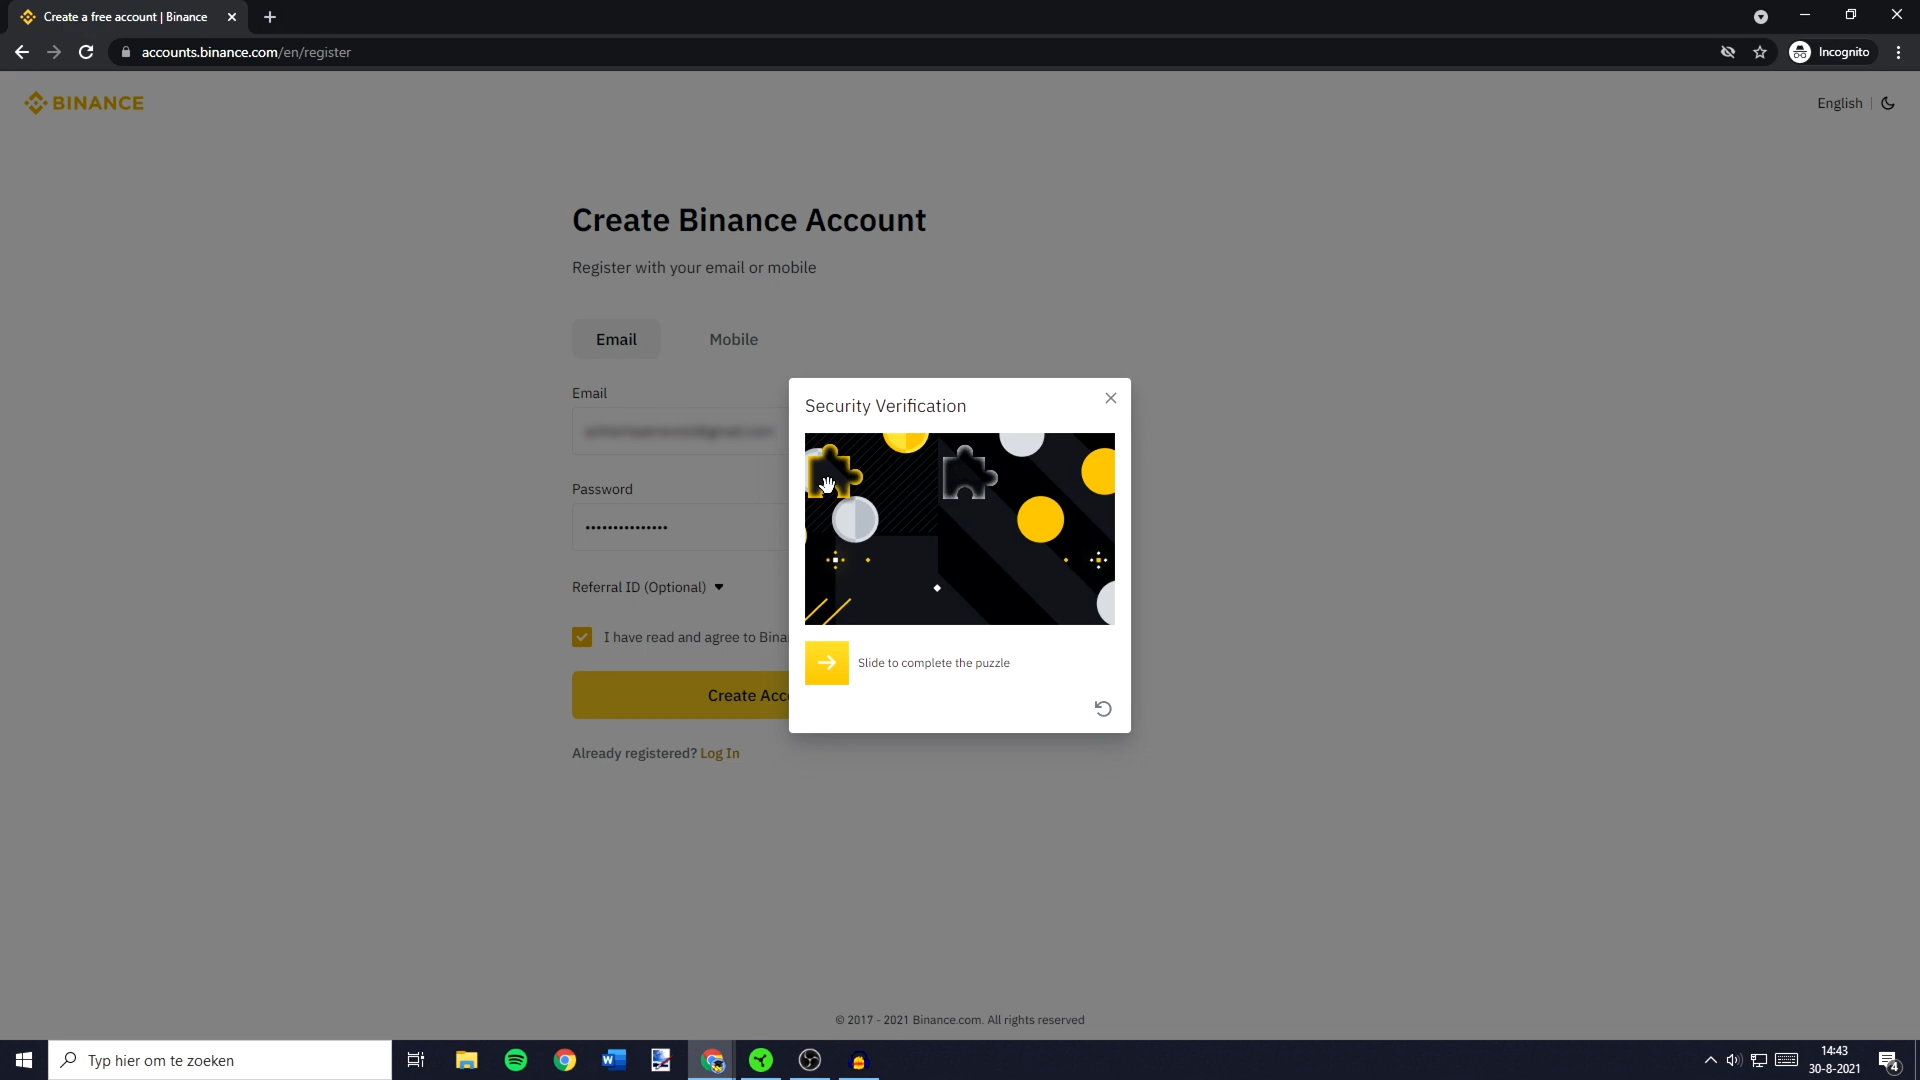 Create a free account | Binance
accounts.binance.com/en/register
Incognito
BINANCE
English
Create Binance Account
Register with your email or mobile
Email
Mobile
Email
Password
•••••••••••••••
Referral ID (Optional)
I have read and agree to Bina
Create Acc
Already registered? Log In
Security Verification
Slide to complete the puzzle
© 2017 - 2021 Binance.com. All rights reserved
Typ hier om te zoeken
14:43
30-8-2021
4